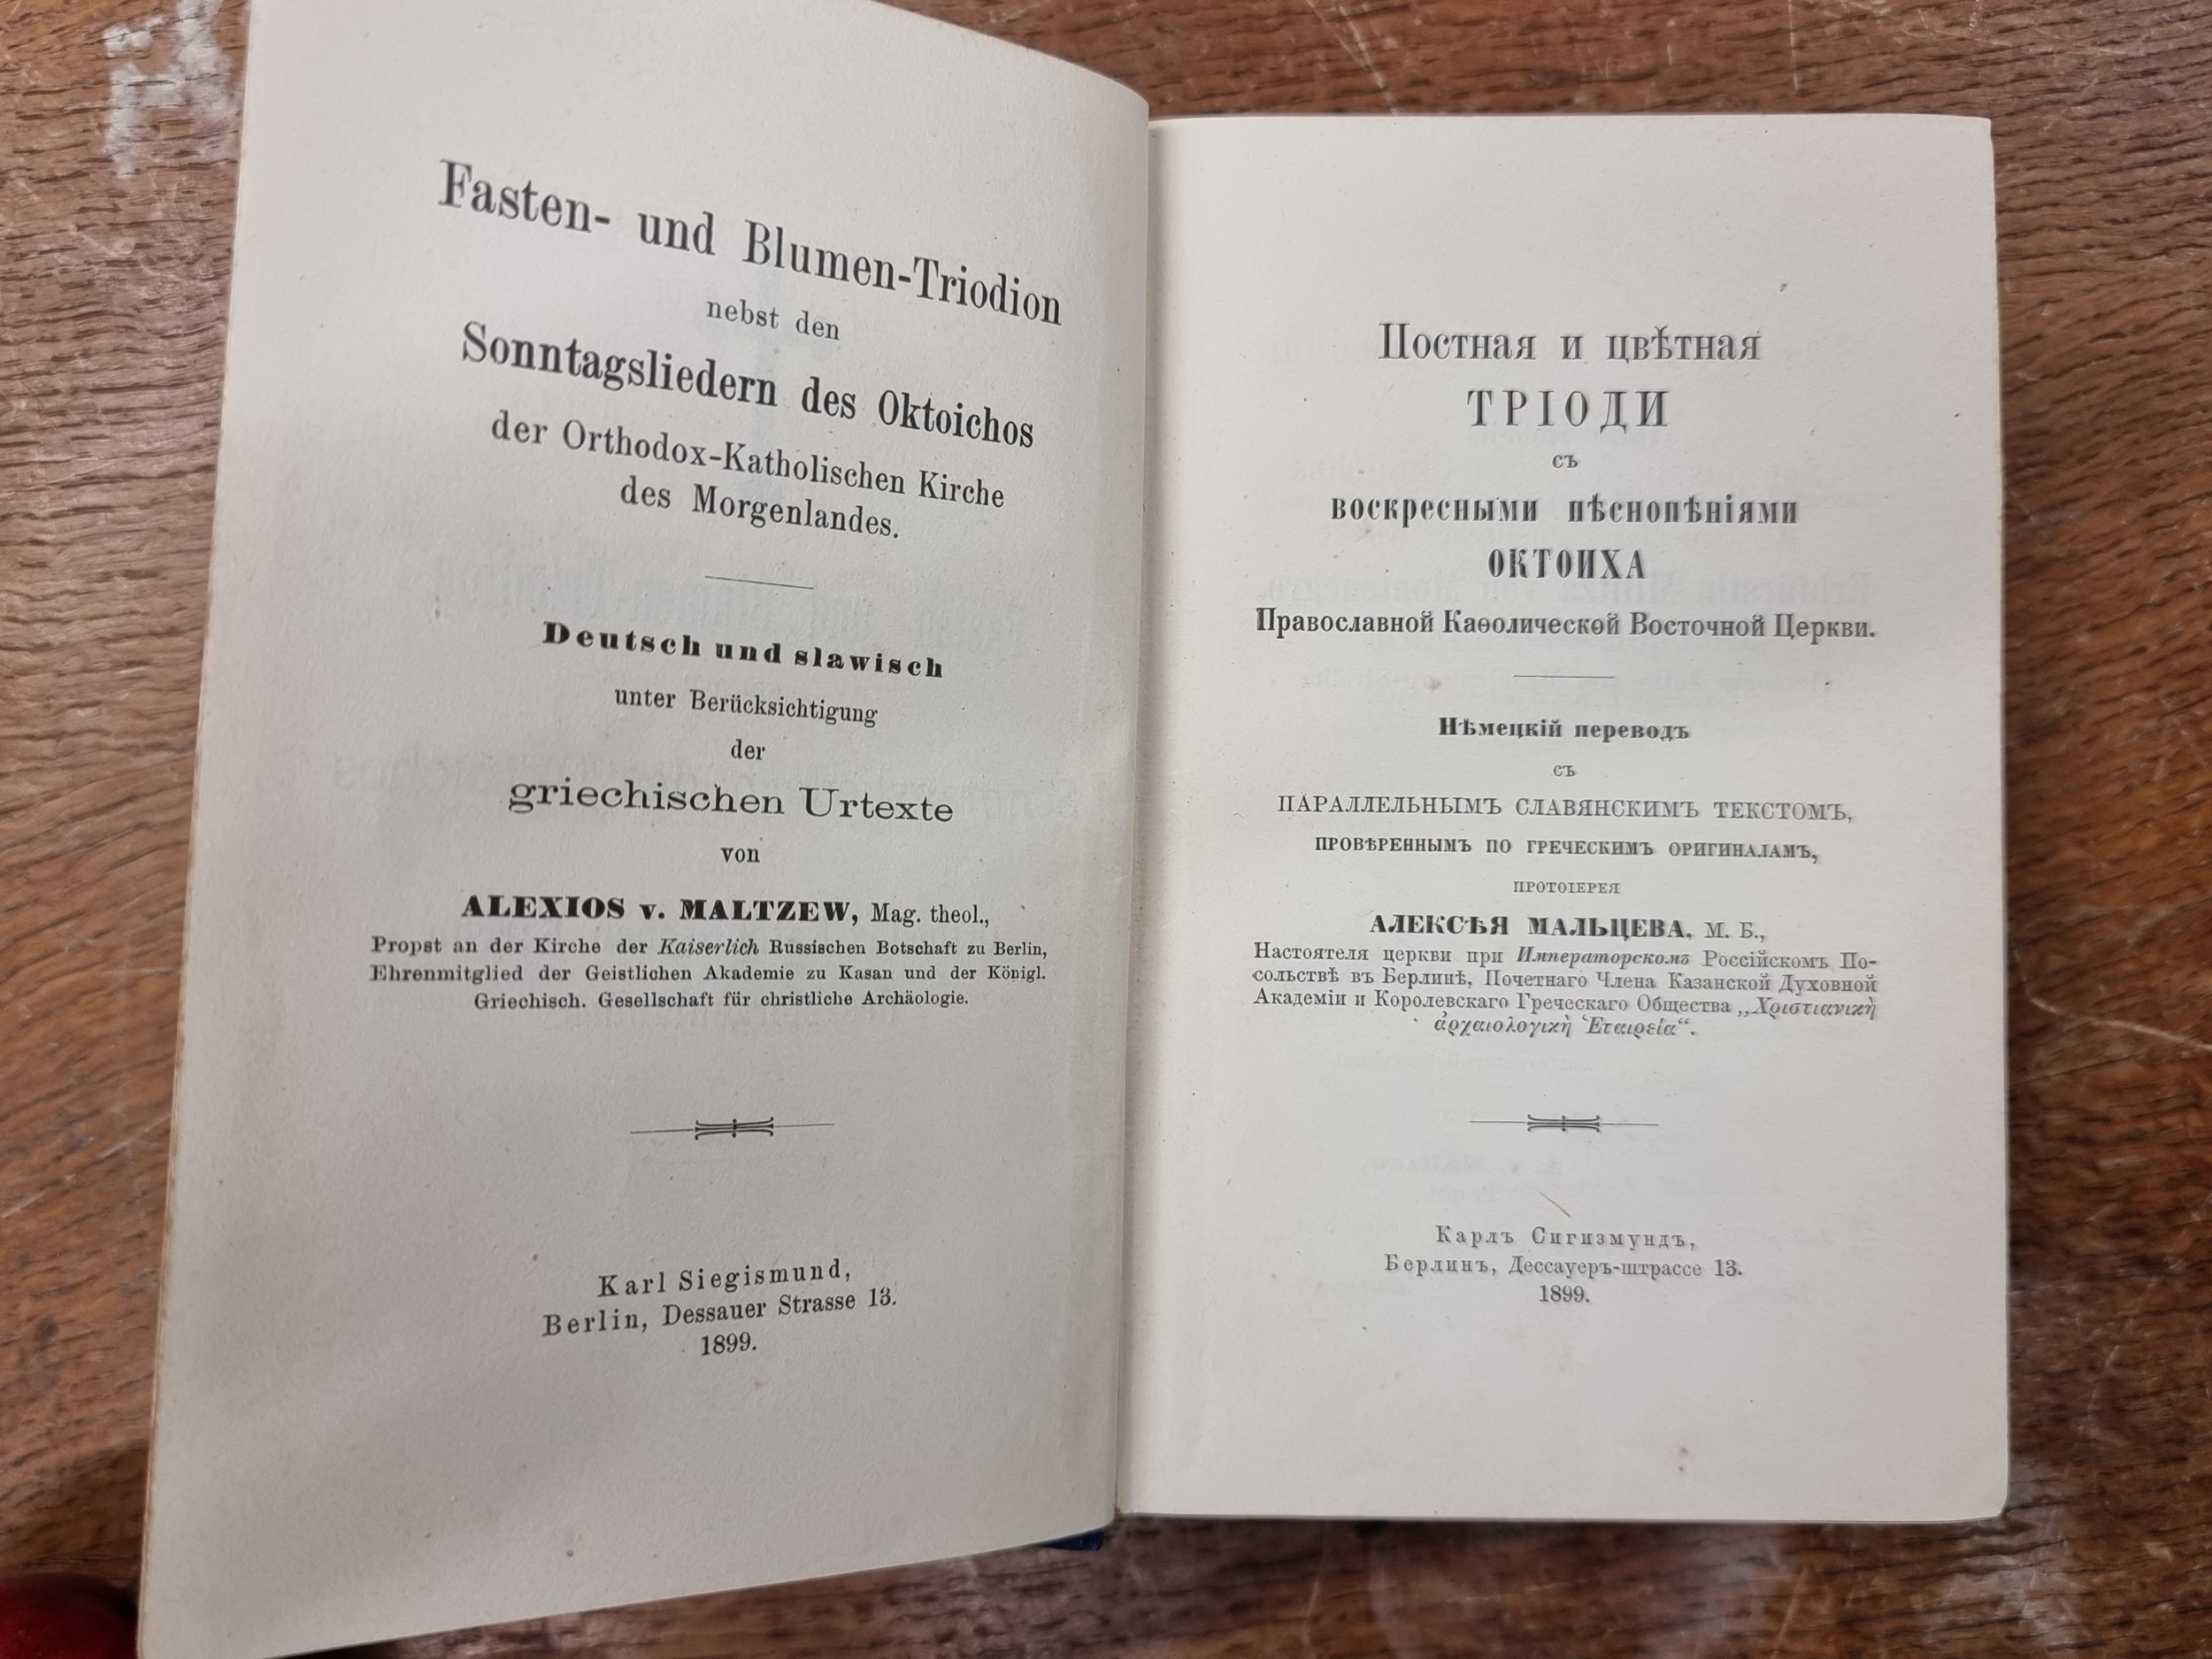 Fasten- und Blumen-Triodion
nebst den
Sonntagsliedern des Oktoichos
der Orthodox-Katholischen Kirche
des Morgenlandes.
Deutsch und slawisch
unter Berücksichtigung
der
griechischen Urtexte
von
ALEXIOS v. MALTZEW, Mag. theol.,
Propst an der Kirche der Kaiserlich Russischen Botschaft zu Berlin,
Ehrenmitglied der Geistlichen Akademie zu Kasan und der Königl.
Griechisch. Gesellschaft für christliche Archäologie.
Karl Siegismund,
Berlin, Dessauer Strasse 13.
1899.
Постная и цвѣтная
ТРІОДИ
съ
воскресными пѣснопѣніями
ОКТОИХА
Православной Каѳолической Восточной Церкви.
Нѣмецкій переводъ
съ
ПАРАЛЛЕЛЬНЫМЪ СЛАВЯНСКИМЪ ТЕКСТОМЪ,
ПРОВѢРЕННЫМЪ ПО ГРЕЧЕСКИМЪ ОРИГИНАЛАМЪ,
ПРОТОІЕРЕЯ
АЛЕКСѢЯ МАЛЬЦЕВА, М. Б.,
Настоятеля церкви при Императорскомъ Россійскомъ По-
сольствѣ въ Берлинѣ, Почетнаго Члена Казанской Духовной
Академіи и Королевскаго Греческаго Общества „Χριστιανικὴ
ἀρχαιολογικὴ Ἑταιρεία“.
Карлъ Сигизмундъ,
Берлинъ, Дессауеръ-штрассе 13.
1899.